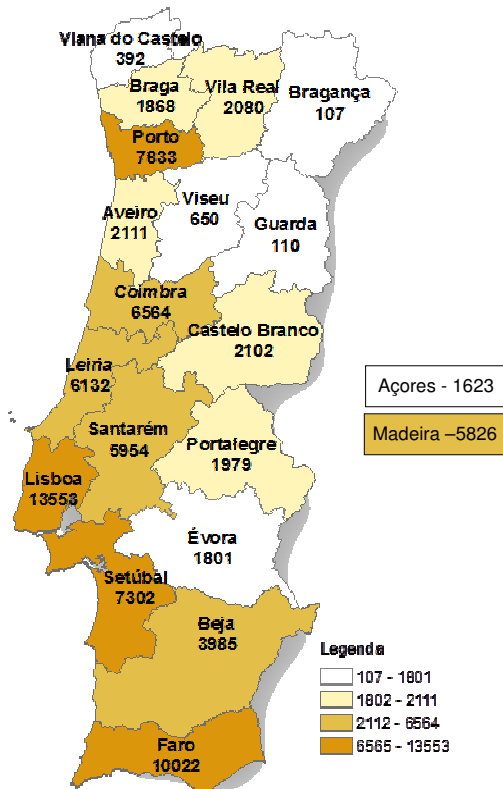 Viana do Castelo
392
Braga
1868
Vila Real
2080
Bragança
107
Porto
7833
Aveiro
2111
Viseu
650
Guarda
110
Coimbra
6564
Castelo Branco
2102
Leiria
6132
Açores - 1623
Madeira –5826
Santarém
5954
Portalegre
1979
Lisboa
13553
Évora
1801
Setúbal
7302
Beja
3985
Faro
10022
Legenda
107 - 1801
1802 - 2111
2112 - 6564
6565 - 13553